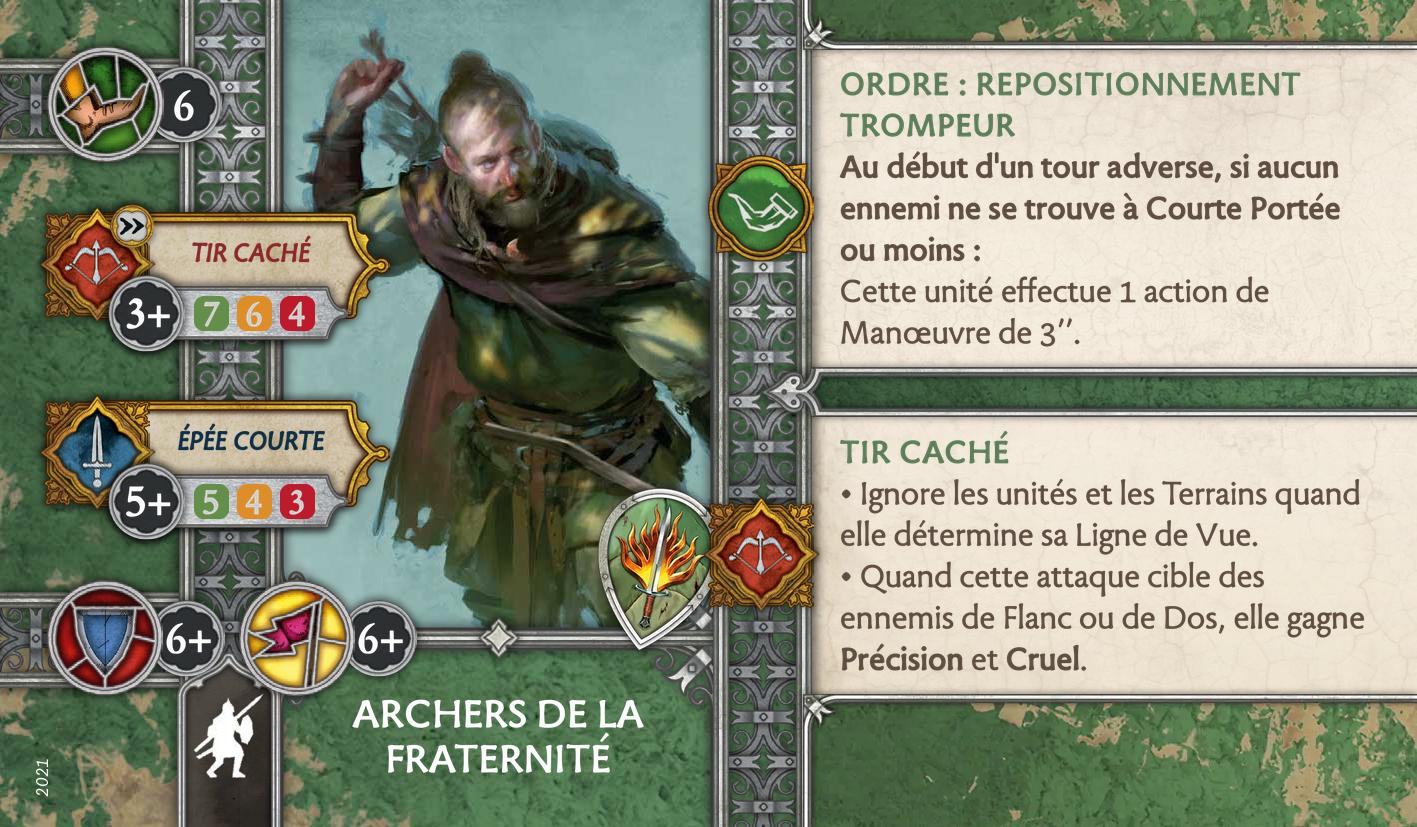 6
TIR CACHÉ
3+ 7 6 4
ÉPÉE COURTE
5+ 5 4 3
6+ 6+
ARCHERS DE LA
FRATERNITÉ
2021
ORDRE : REPOSITIONNEMENT
TROMPEUR
Au début d'un tour adverse, si aucun
ennemi ne se trouve à Courte Portée
ou moins :
Cette unité effectue 1 action de
Manœuvre de 3’’.
TIR CACHÉ
• Ignore les unités et les Terrains quand
elle détermine sa Ligne de Vue.
• Quand cette attaque cible des
ennemis de Flanc ou de Dos, elle gagne
Précision et Cruel.